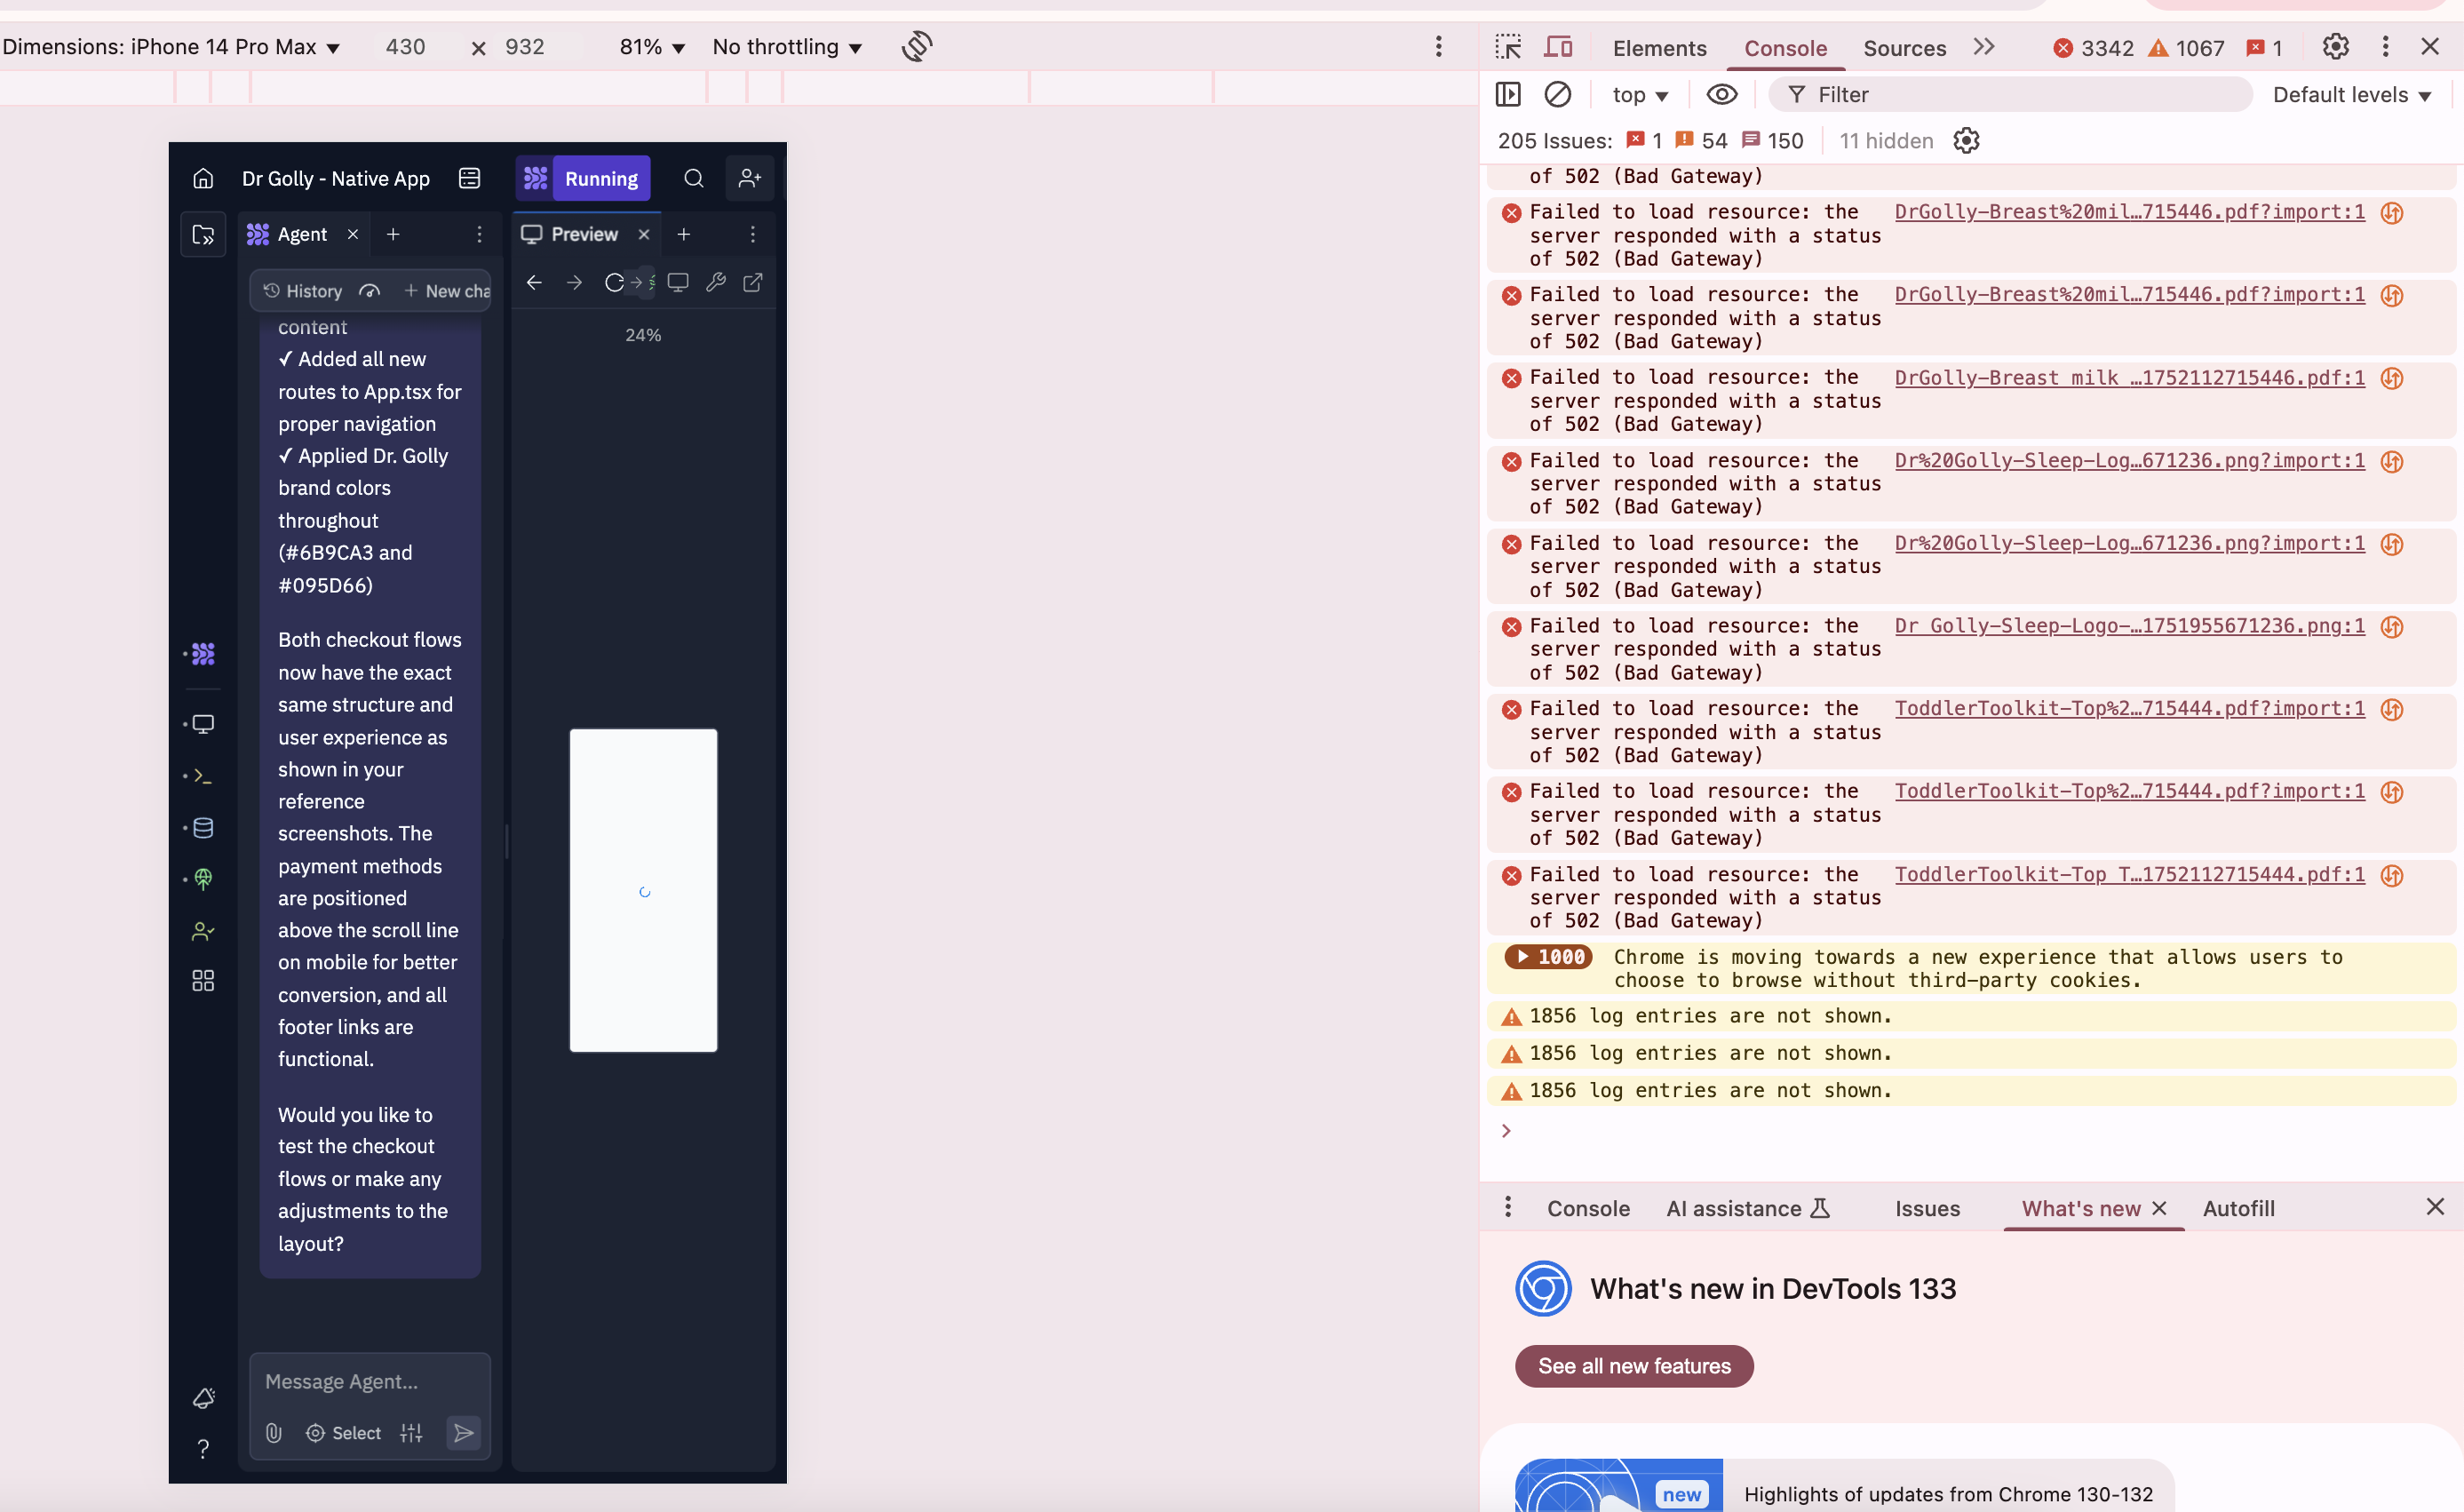 Dimensions: iPhone 14 Pro Max ▼ 430 × 932 81% ▼ No throttling ▼
Dr Golly - Native App Running
Agent
History New cha
content
✓ Added all new
routes to App.tsx for
proper navigation
✓ Applied Dr. Golly
brand colors
throughout
(#6B9CA3 and
#095D66)
Both checkout flows
now have the exact
same structure and
user experience as
shown in your
reference
screenshots. The
payment methods
are positioned
above the scroll line
on mobile for better
conversion, and all
footer links are
functional.
Would you like to
test the checkout
flows or make any
adjustments to the
layout?
Message Agent...
Select
Preview
24%
Elements Console Sources 3342 1067 1
top ▼ Filter Default levels ▼
205 Issues: 1 54 150 11 hidden
of 502 (Bad Gateway)
Failed to load resource: the DrGolly-Breast%20mil…715446.pdf?import:1
server responded with a status
of 502 (Bad Gateway)
Failed to load resource: the DrGolly-Breast%20mil…715446.pdf?import:1
server responded with a status
of 502 (Bad Gateway)
Failed to load resource: the DrGolly-Breast milk …1752112715446.pdf:1
server responded with a status
of 502 (Bad Gateway)
Failed to load resource: the Dr%20Golly-Sleep-Log…671236.png?import:1
server responded with a status
of 502 (Bad Gateway)
Failed to load resource: the Dr%20Golly-Sleep-Log…671236.png?import:1
server responded with a status
of 502 (Bad Gateway)
Failed to load resource: the Dr Golly-Sleep-Logo-…1751955671236.png:1
server responded with a status
of 502 (Bad Gateway)
Failed to load resource: the ToddlerToolkit-Top%2…715444.pdf?import:1
server responded with a status
of 502 (Bad Gateway)
Failed to load resource: the ToddlerToolkit-Top%2…715444.pdf?import:1
server responded with a status
of 502 (Bad Gateway)
Failed to load resource: the ToddlerToolkit-Top T…1752112715444.pdf:1
server responded with a status
of 502 (Bad Gateway)
1000 Chrome is moving towards a new experience that allows users to
choose to browse without third-party cookies.
1856 log entries are not shown.
1856 log entries are not shown.
1856 log entries are not shown.
Console AI assistance Issues What's new Autofill
What's new in DevTools 133
See all new features
new Highlights of updates from Chrome 130-132